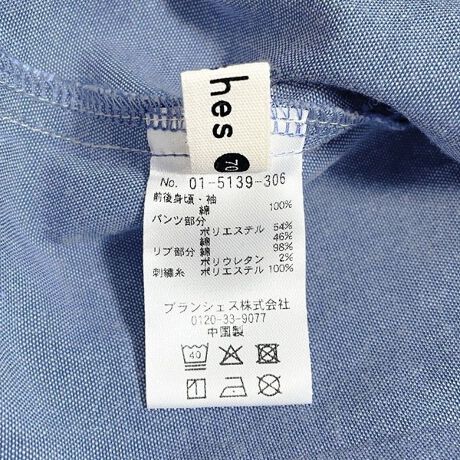 hes
70
No. 01-5139-306
前後身頃・袖
綿 100%
パンツ部分
ポリエステル 54%
綿 46%
リブ部分 綿 98%
ポリウレタン 2%
刺繍糸 ポリエステル 100%
ブランシェス株式会社
0120-33-9077
中国製
40